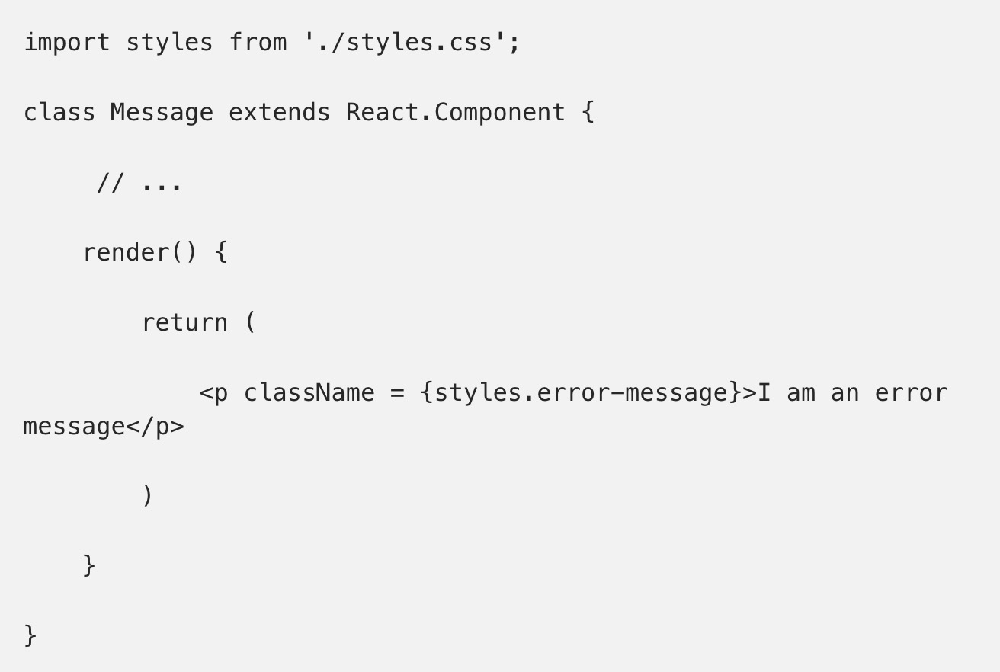 import styles from './styles.css';
class Message extends React.Component {
// ...
render() {
return (
<p className = {styles.error-message}>I am an error
message</p>
)
}
}